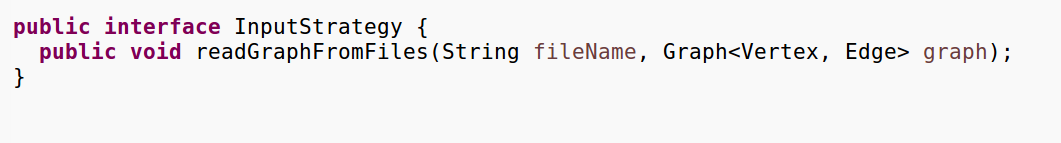 public interface InputStrategy {
  public void readGraphFromFiles(String fileName, Graph<Vertex, Edge> graph);
}